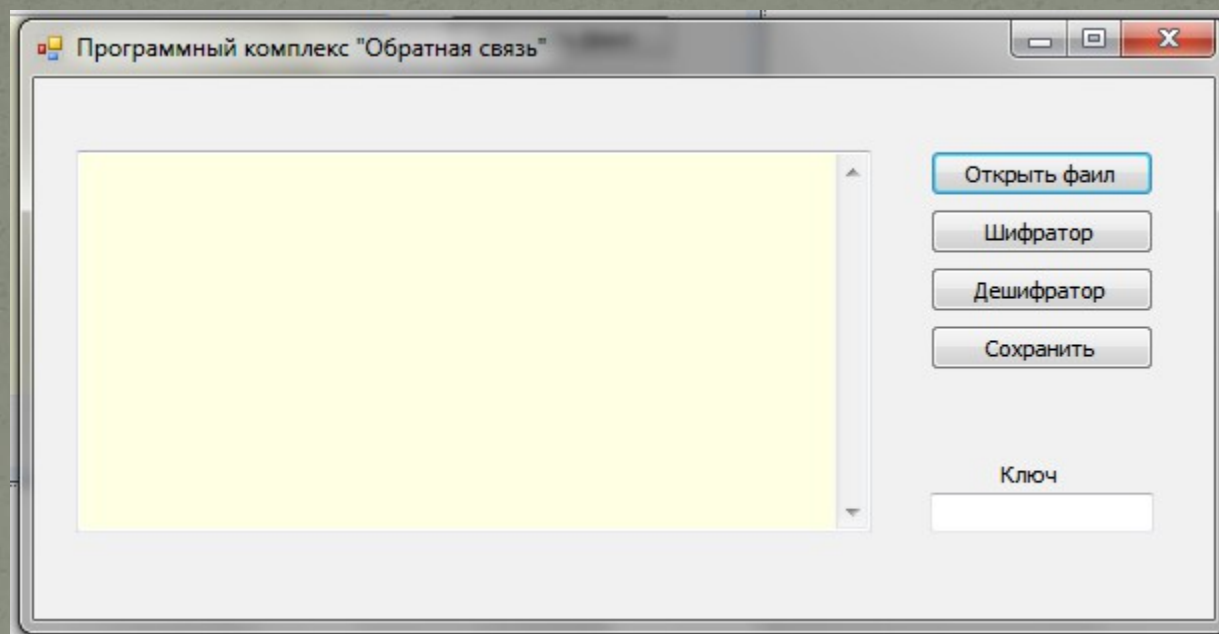 Программный комплекс "Обратная связь"
Открыть фаил
Шифратор
Дешифратор
Сохранить
Ключ